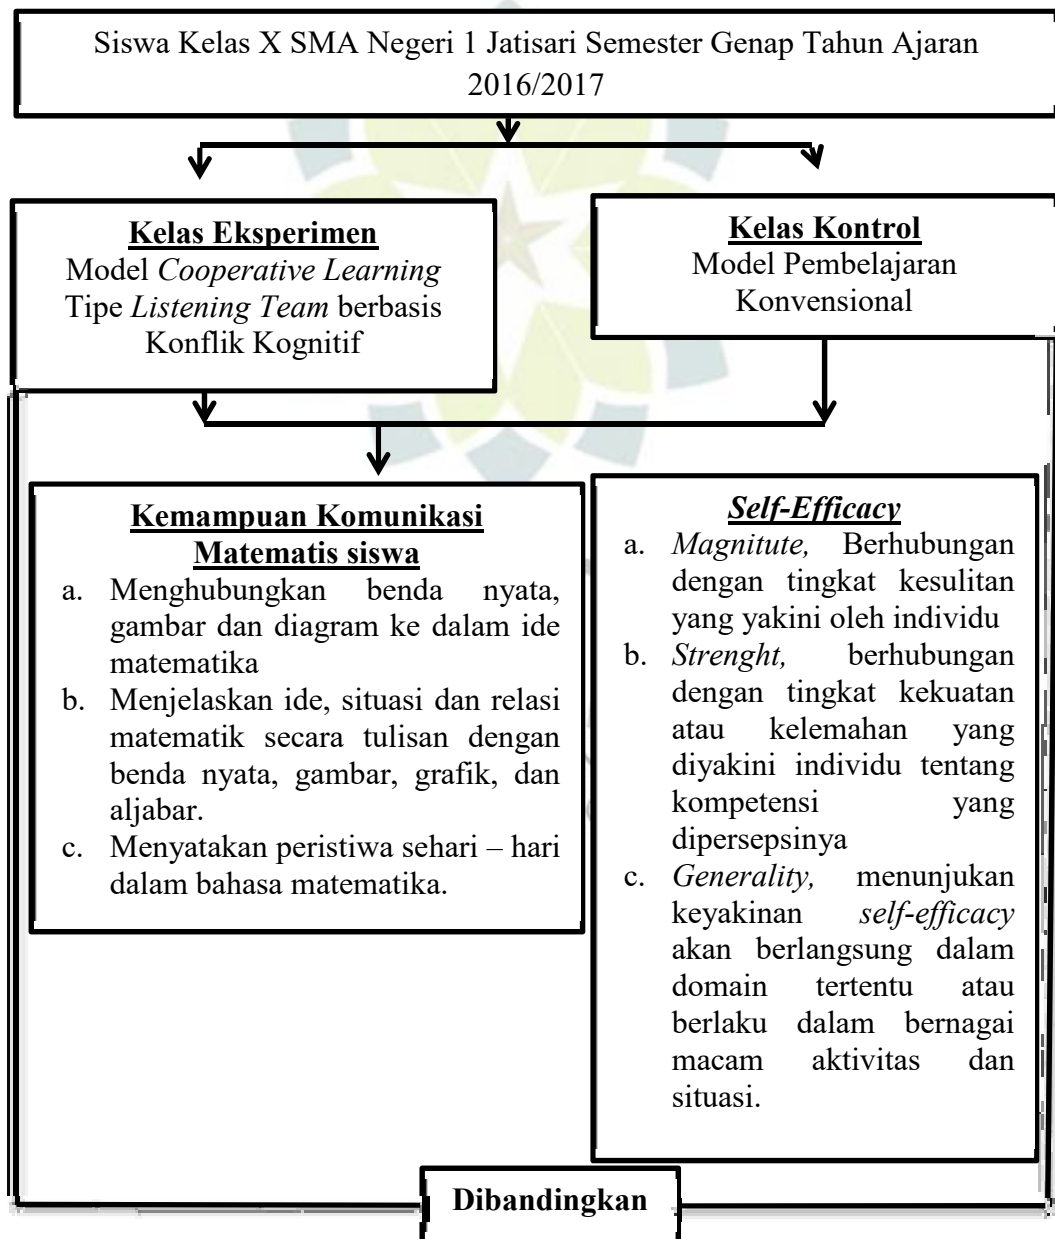 Siswa Kelas X SMA Negeri 1 Jatisari Semester Genap Tahun Ajaran
2016/2017
Kelas Eksperimen
Model Cooperative Learning
Tipe Listening Team berbasis
Konflik Kognitif
Kelas Kontrol
Model Pembelajaran
Konvensional
Kemampuan Komunikasi
Matematis siswa
a. Menghubungkan benda nyata,
gambar dan diagram ke dalam ide
matematika
b. Menjelaskan ide, situasi dan relasi
matematik secara tulisan dengan
benda nyata, gambar, grafik, dan
aljabar.
c. Menyatakan peristiwa sehari – hari
dalam bahasa matematika.
Self-Efficacy
a. Magnitute, Berhubungan
dengan tingkat kesulitan
yang yakini oleh individu
b. Strenght, berhubungan
dengan tingkat kekuatan
atau kelemahan yang
diyakini individu tentang
kompetensi yang
dipersepsinya
c. Generality, menunjukan
keyakinan self-efficacy
akan berlangsung dalam
domain tertentu atau
berlaku dalam bernagai
macam aktivitas dan
situasi.
Dibandingkan